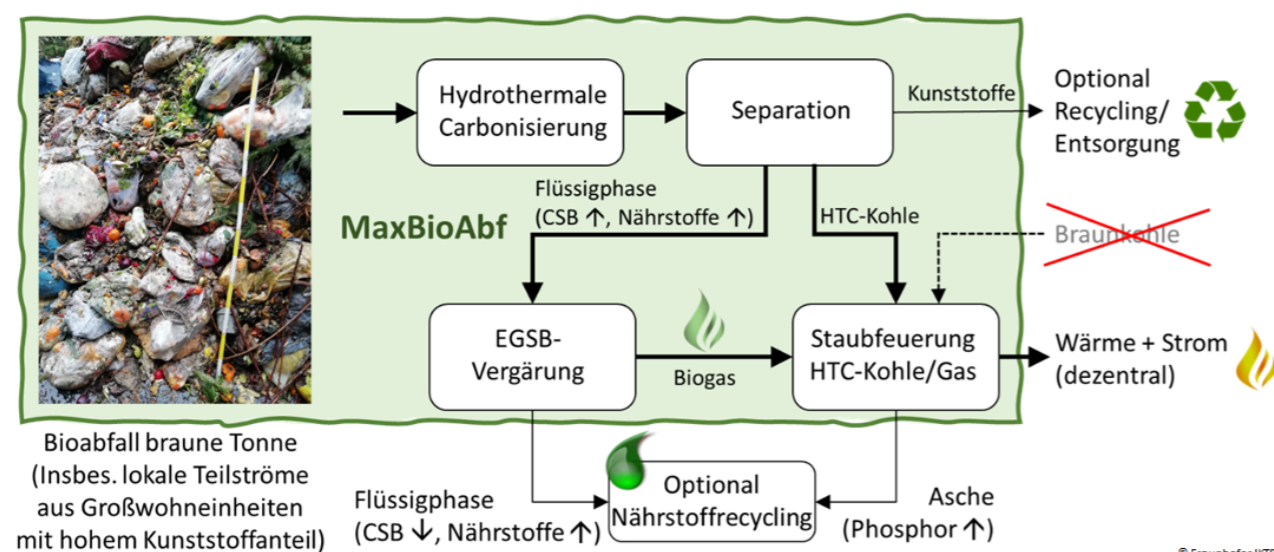 Hydrothermale
Carbonisierung
Separation
Kunststoffe
Optional
Recycling/
Entsorgung
Flüssigphase
(CSB ↑, Nährstoffe ↑)
HTC-Kohle
MaxBioAbf
Braunkohle
EGSB-
Vergärung
Biogas
Staubfeuerung
HTC-Kohle/Gas
Wärme + Strom
(dezentral)
Bioabfall braune Tonne
(Insbes. lokale Teilströme
aus Großwohneinheiten
mit hohem Kunststoffanteil)
Flüssigphase
(CSB ↓, Nährstoffe ↑)
Optional
Nährstoffrecycling
Asche
(Phosphor ↑)
© Fraunhofer